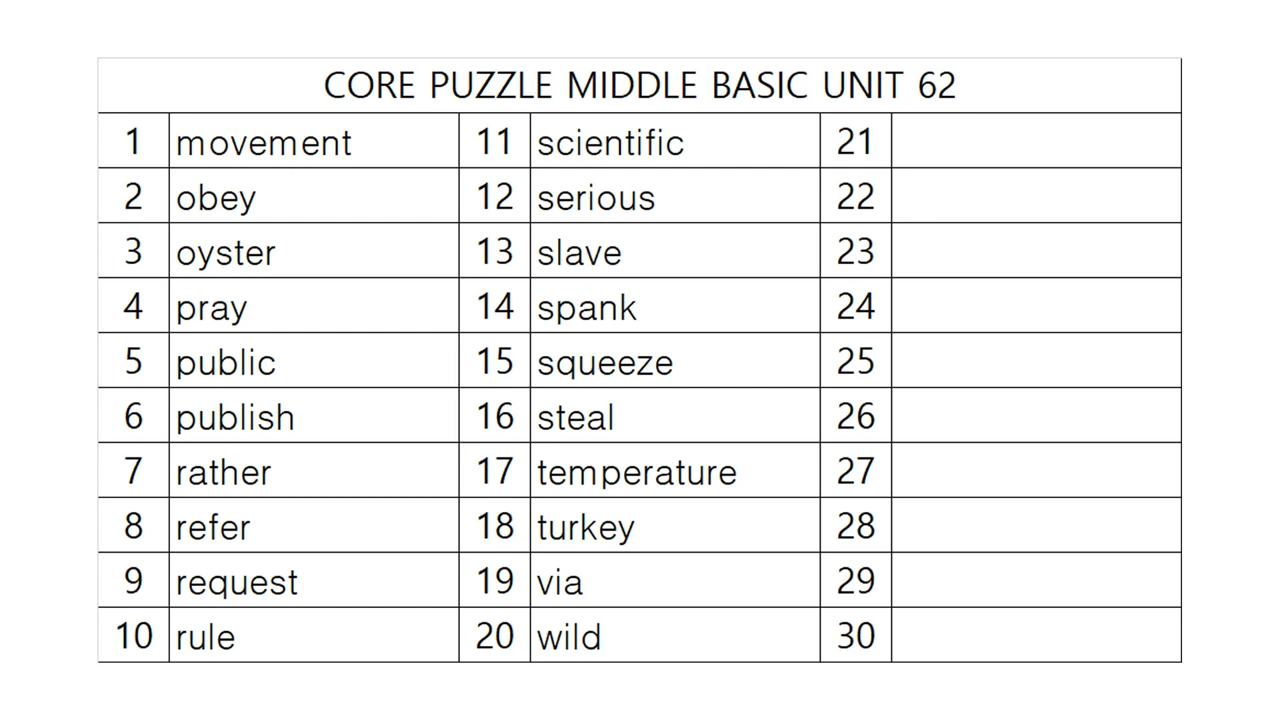 CORE PUZZLE MIDDLE BASIC UNIT 62
1 movement 11 scientific 21
2 obey 12 serious 22
3 oyster 13 slave 23
4 pray 14 spank 24
5 public 15 squeeze 25
6 publish 16 steal 26
7 rather 17 temperature 27
8 refer 18 turkey 28
9 request 19 via 29
10 rule 20 wild 30